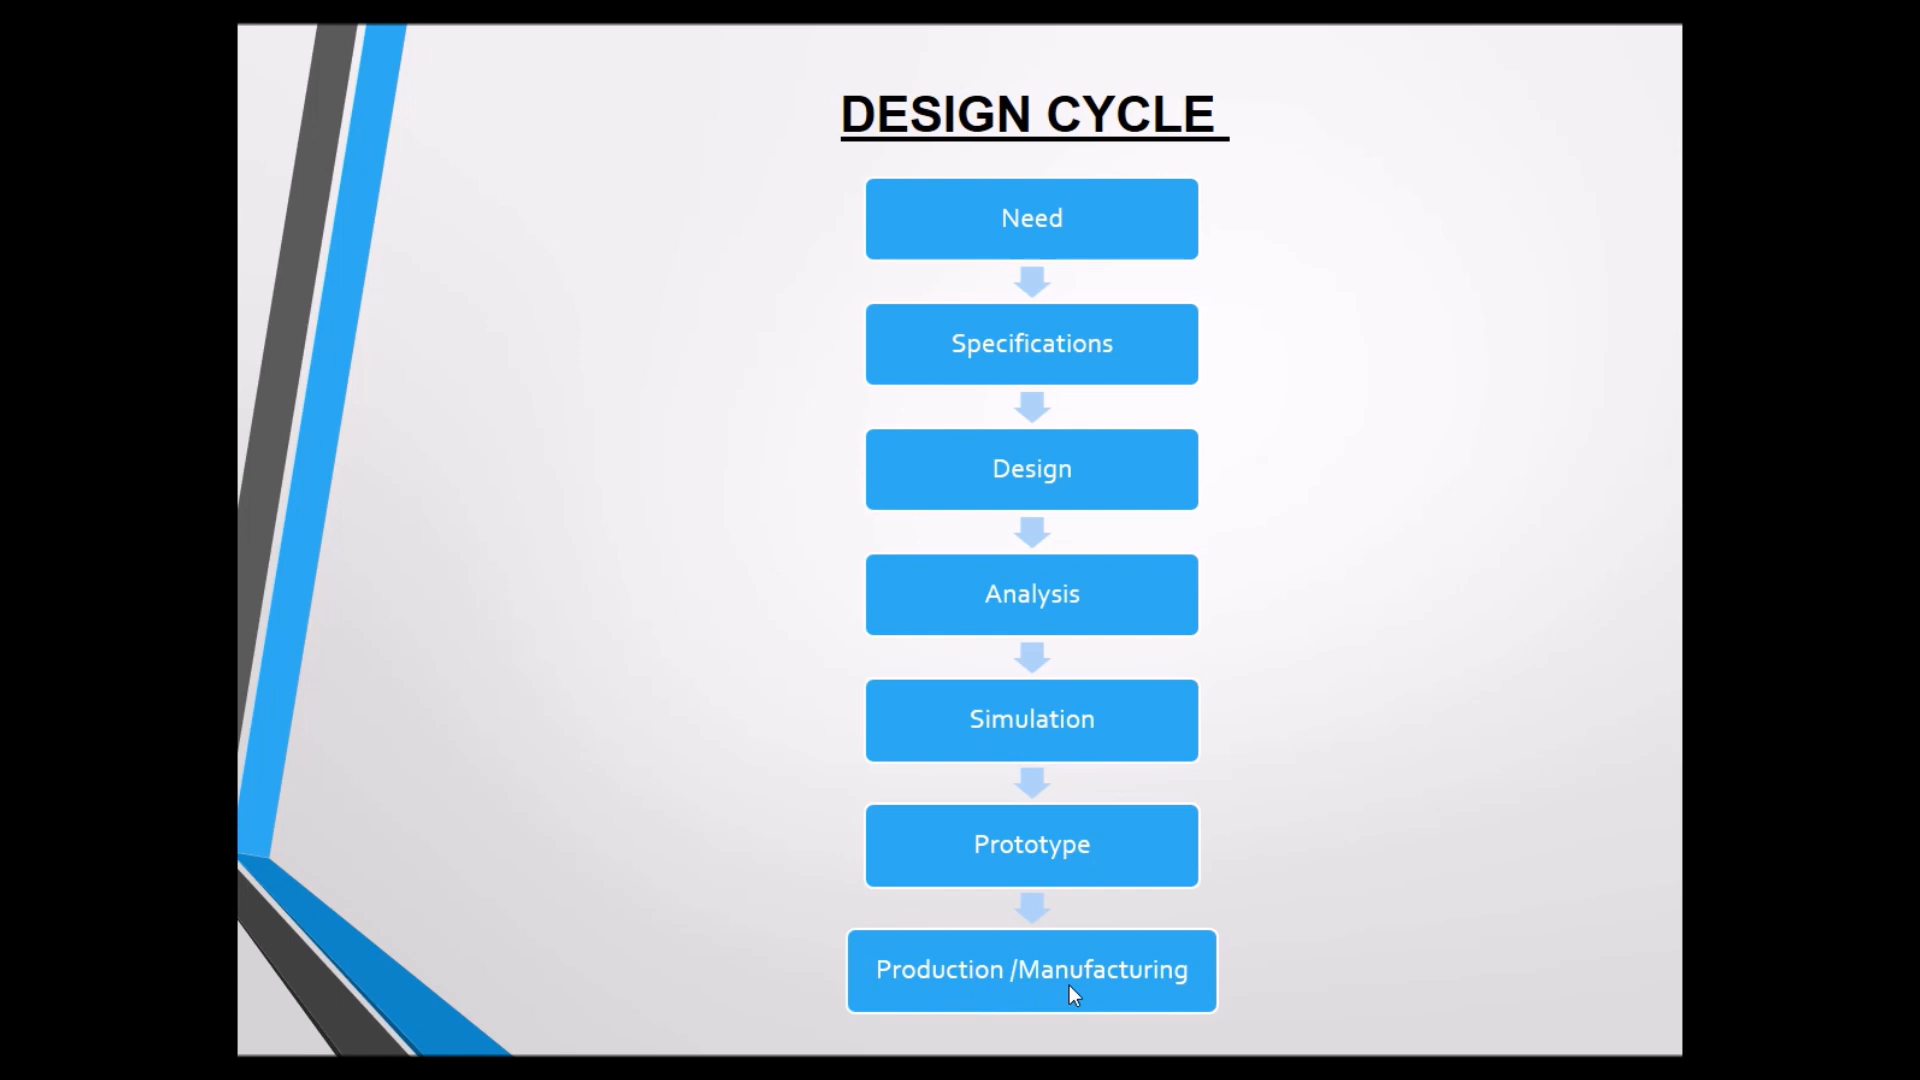 DESIGN CYCLE
Need
Specifications
Design
Analysis
Simulation
Prototype
Production /Manufacturing